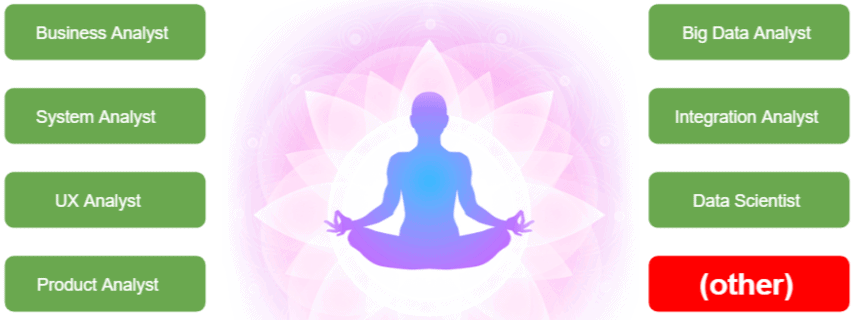 Business Analyst
System Analyst
UX Analyst
Product Analyst
Big Data Analyst
Integration Analyst
Data Scientist
(other)